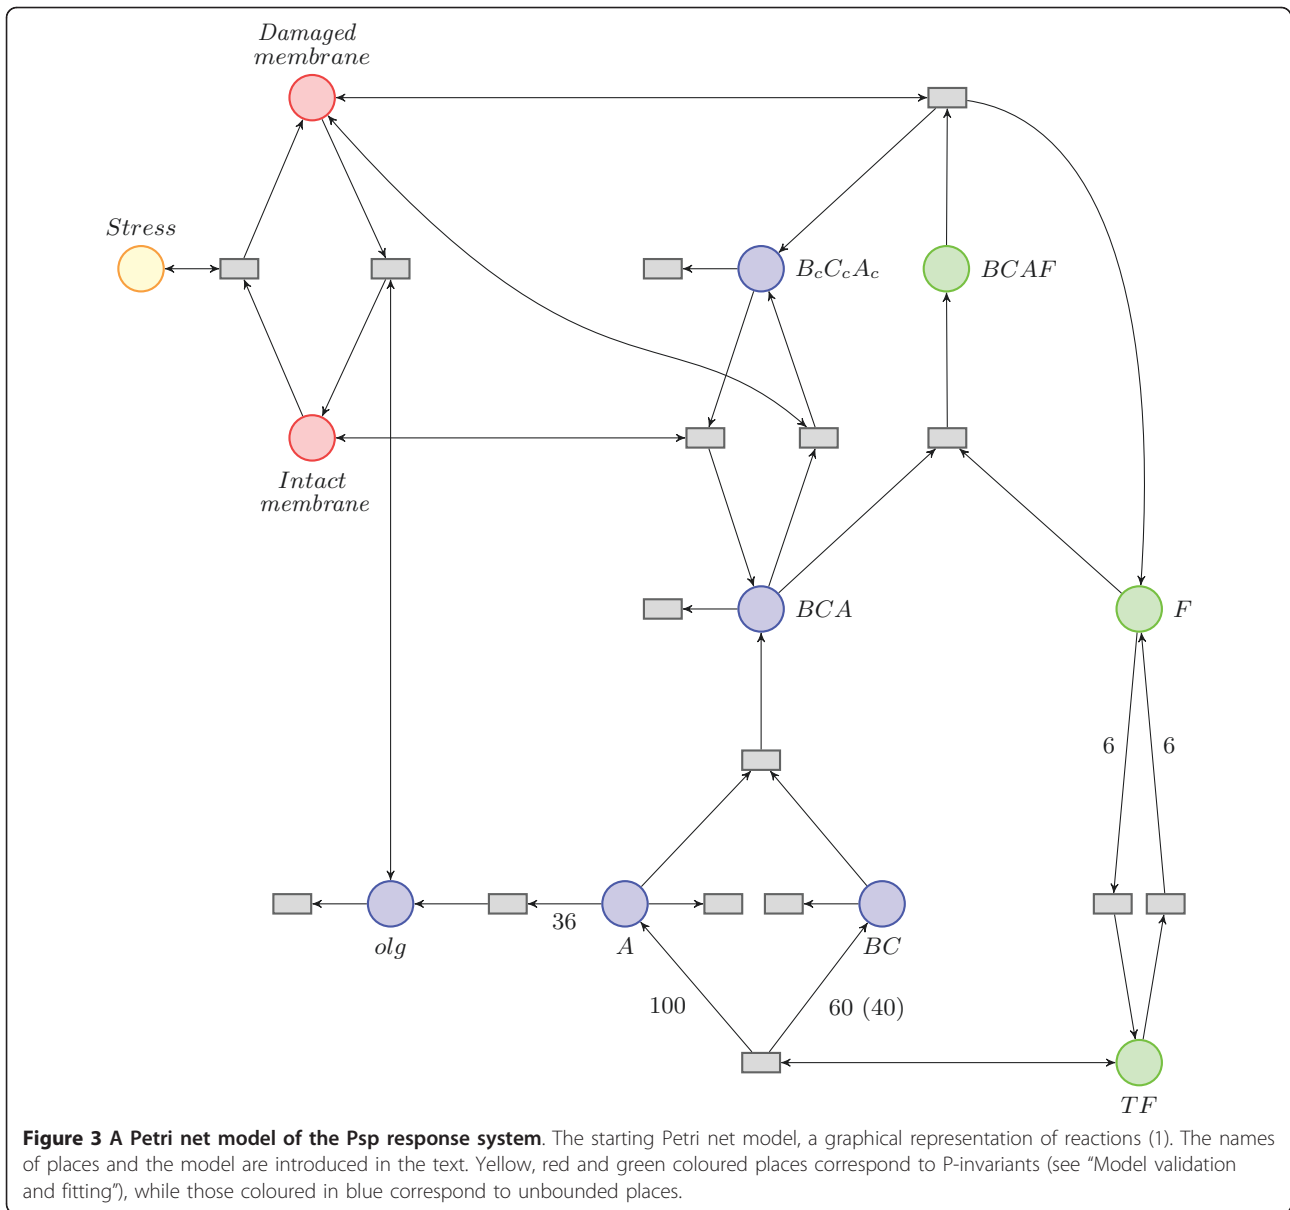 Damaged
membrane
Stress
B_cC_cA_c
BCAF
Intact
membrane
BCA
F
6
6
36
olg
A
BC
100
60 (40)
TF
Figure 3 A Petri net model of the Psp response system. The starting Petri net model, a graphical representation of reactions (1). The names
of places and the model are introduced in the text. Yellow, red and green coloured places correspond to P-invariants (see “Model validation
and fitting”), while those coloured in blue correspond to unbounded places.